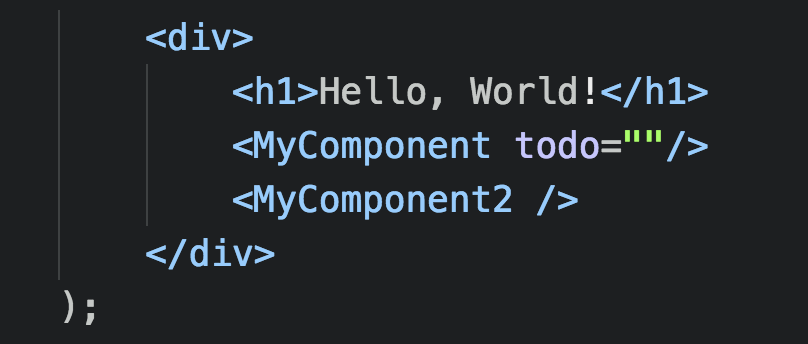 <div>
<h1>Hello, World!</h1>
<MyComponent todo=""/>
<MyComponent2 />
</div>
);